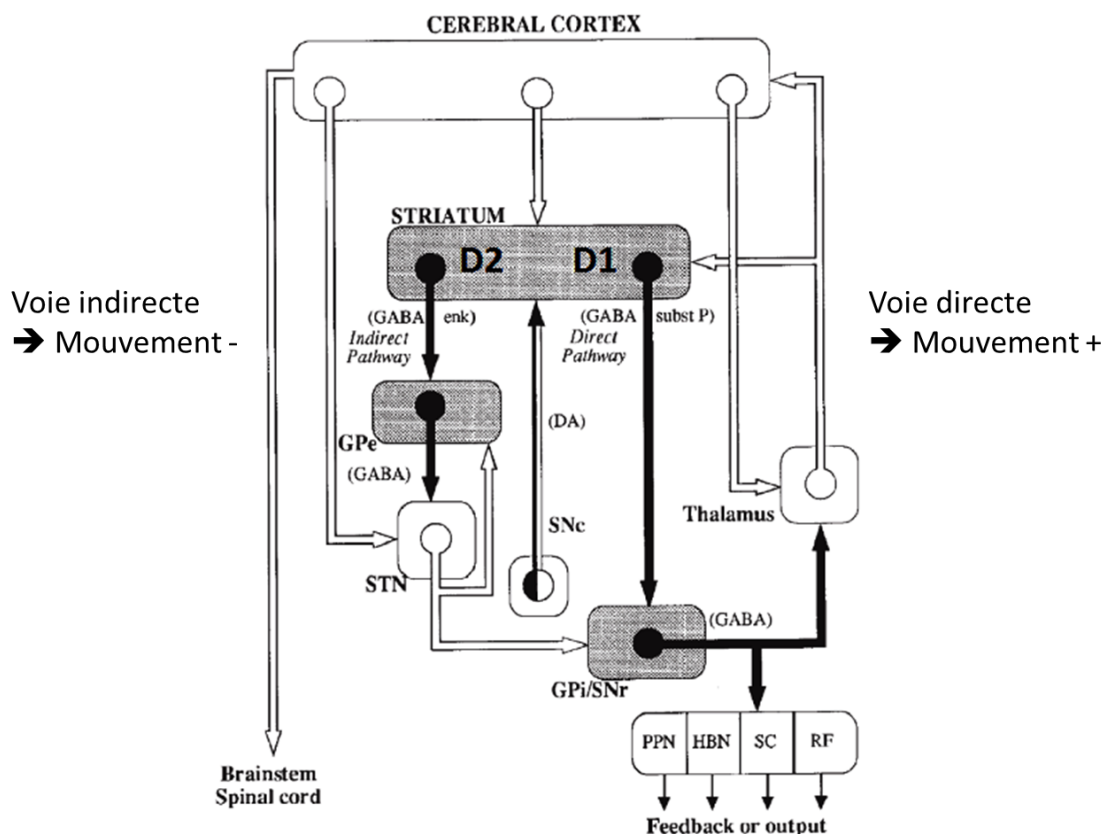 CEREBRAL CORTEX
STRIATUM
D2 D1
Voie indirecte
➔ Mouvement -
Voie directe
➔ Mouvement +
(GABA enk)
Indirect
Pathway
(GABA subst P)
Direct
Pathway
GPe
(DA)
(GABA)
SNc
Thalamus
STN
(GABA)
GPi/SNr
PPN HBN SC RF
Brainstem
Spinal cord
Feedback or output